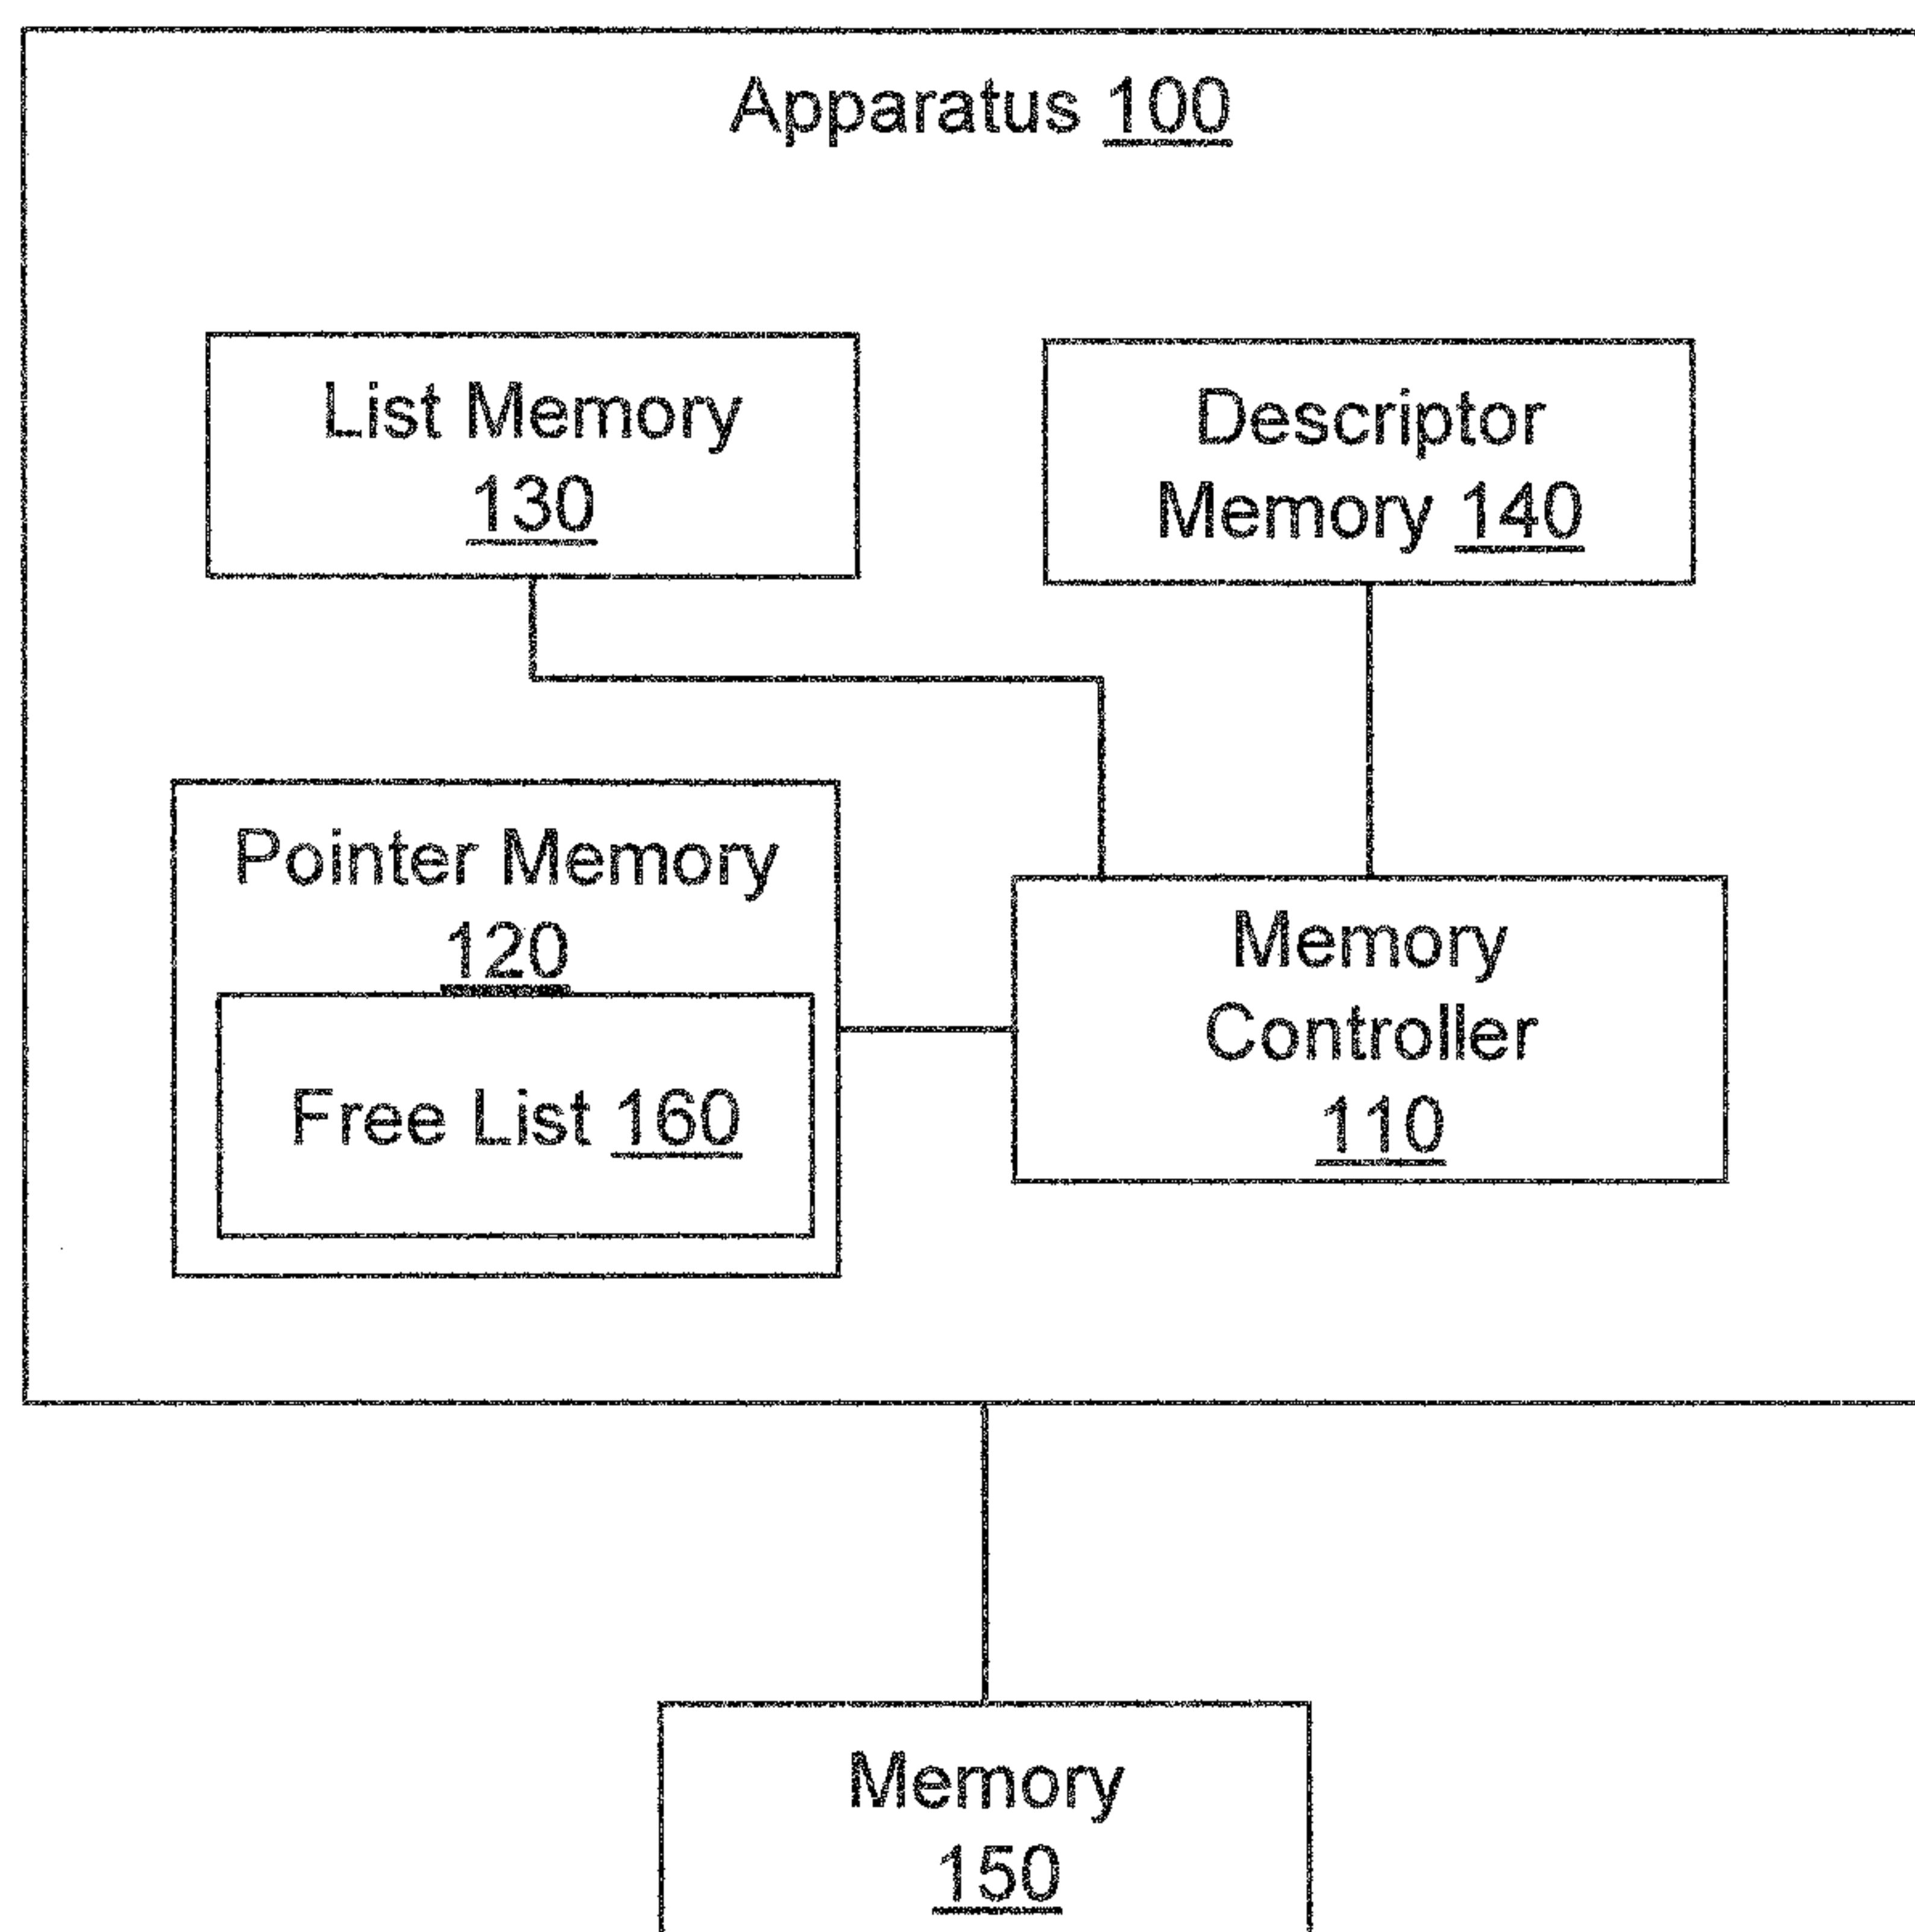 Apparatus 100
List Memory
130
Descriptor
Memory 140
Pointer Memory
120
Free List 160
Memory
Controller
110
Memory
150